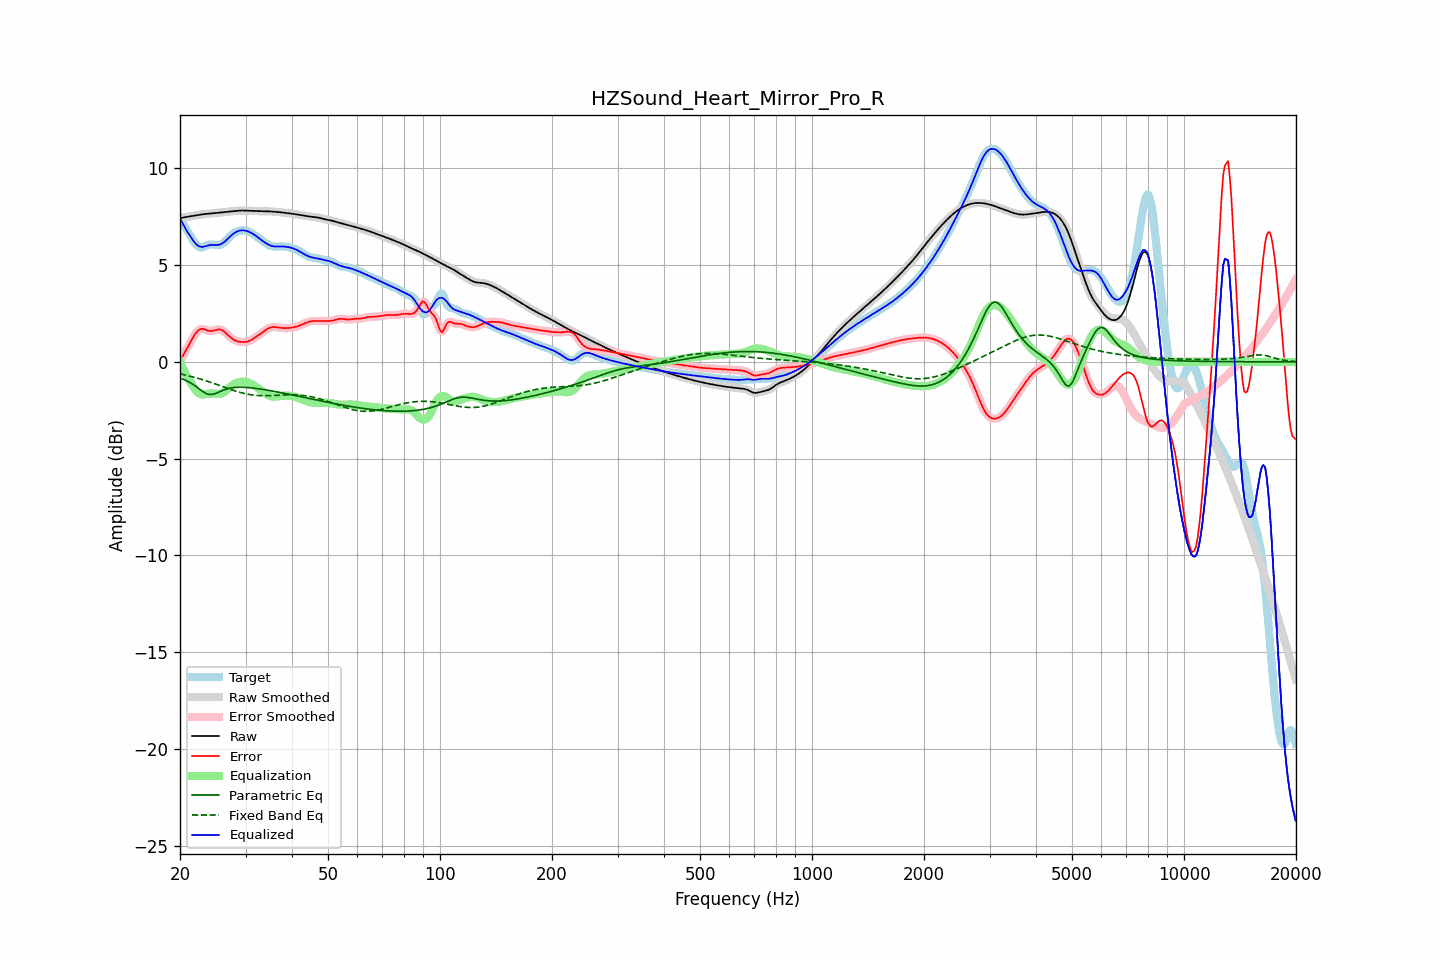 HZSound_Heart_Mirror_Pro_R
10
5
0
−5
−10
−15
−20
−25
Amplitude (dBr)
Target
Raw Smoothed
Error Smoothed
Raw
Error
Equalization
Parametric Eq
Fixed Band Eq
Equalized
20 50 100 200 500 1000 2000 5000 10000 20000
Frequency (Hz)